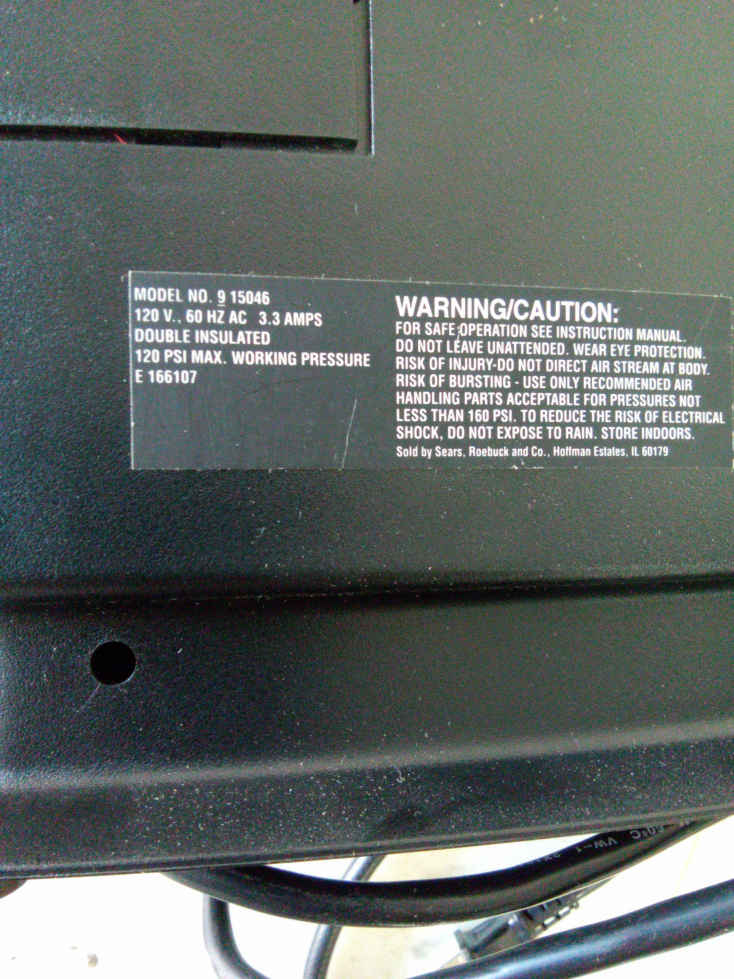 MODEL NO. 9 15046
120 V., 60 HZ AC 3.3 AMPS
DOUBLE INSULATED
120 PSI MAX. WORKING PRESSURE
E 166107
WARNING/CAUTION:
FOR SAFE OPERATION SEE INSTRUCTION MANUAL.
DO NOT LEAVE UNATTENDED. WEAR EYE PROTECTION.
RISK OF INJURY-DO NOT DIRECT AIR STREAM AT BODY.
RISK OF BURSTING - USE ONLY RECOMMENDED AIR
HANDLING PARTS ACCEPTABLE FOR PRESSURES NOT
LESS THAN 160 PSI. TO REDUCE THE RISK OF ELECTRICAL
SHOCK, DO NOT EXPOSE TO RAIN. STORE INDOORS.
Sold by Sears, Roebuck and Co., Hoffman Estates, IL 60179
VW-1